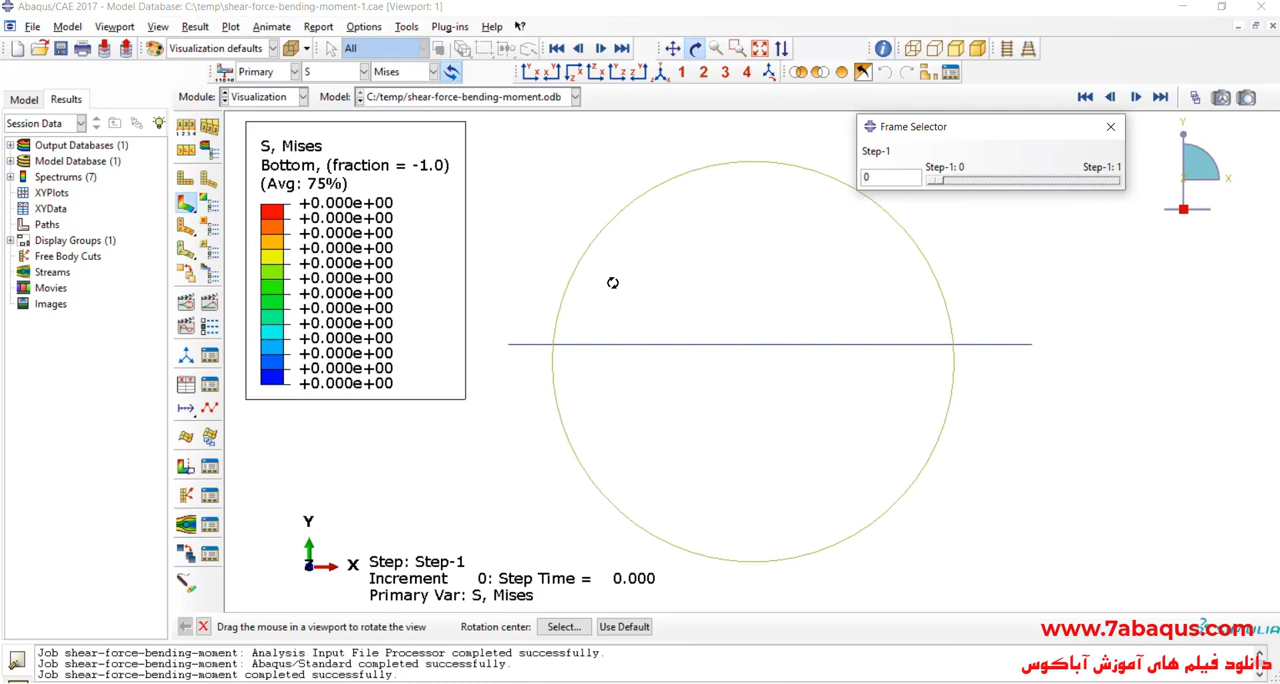 Abaqus/CAE 2017 - Model Database: C:\temp\shear-force-bending-moment-1.cae [Viewport: 1]
File Model Viewport View Result Plot Animate Report Options Tools Plug-ins Help
Visualization defaults All
Primary S Mises 1 2 3 4
Model Results Module: Visualization Model: C:/temp/shear-force-bending-moment.odb
Session Data
Output Databases (1)
Model Database (1)
Spectrums (7)
XYPlots
XYData
Paths
Display Groups (1)
Free Body Cuts
Streams
Movies
Images
S, Mises
Bottom, (fraction = -1.0)
(Avg: 75%)
+0.000e+00
+0.000e+00
+0.000e+00
+0.000e+00
+0.000e+00
+0.000e+00
+0.000e+00
+0.000e+00
+0.000e+00
+0.000e+00
+0.000e+00
+0.000e+00
+0.000e+00
Frame Selector
Step-1
Step-1: 0 Step-1: 1
0
Y
X
Y
Z X
Step: Step-1
Increment 0: Step Time = 0.000
Primary Var: S, Mises
Drag the mouse in a viewport to rotate the view Rotation center: Select... Use Default
www.7abaqus.com
دانلود فیلم های آموزش آباکوس
Job shear-force-bending-moment: Analysis Input File Processor completed successfully.
Job shear-force-bending-moment: Abaqus/Standard completed successfully.
Job shear-force-bending-moment completed successfully.